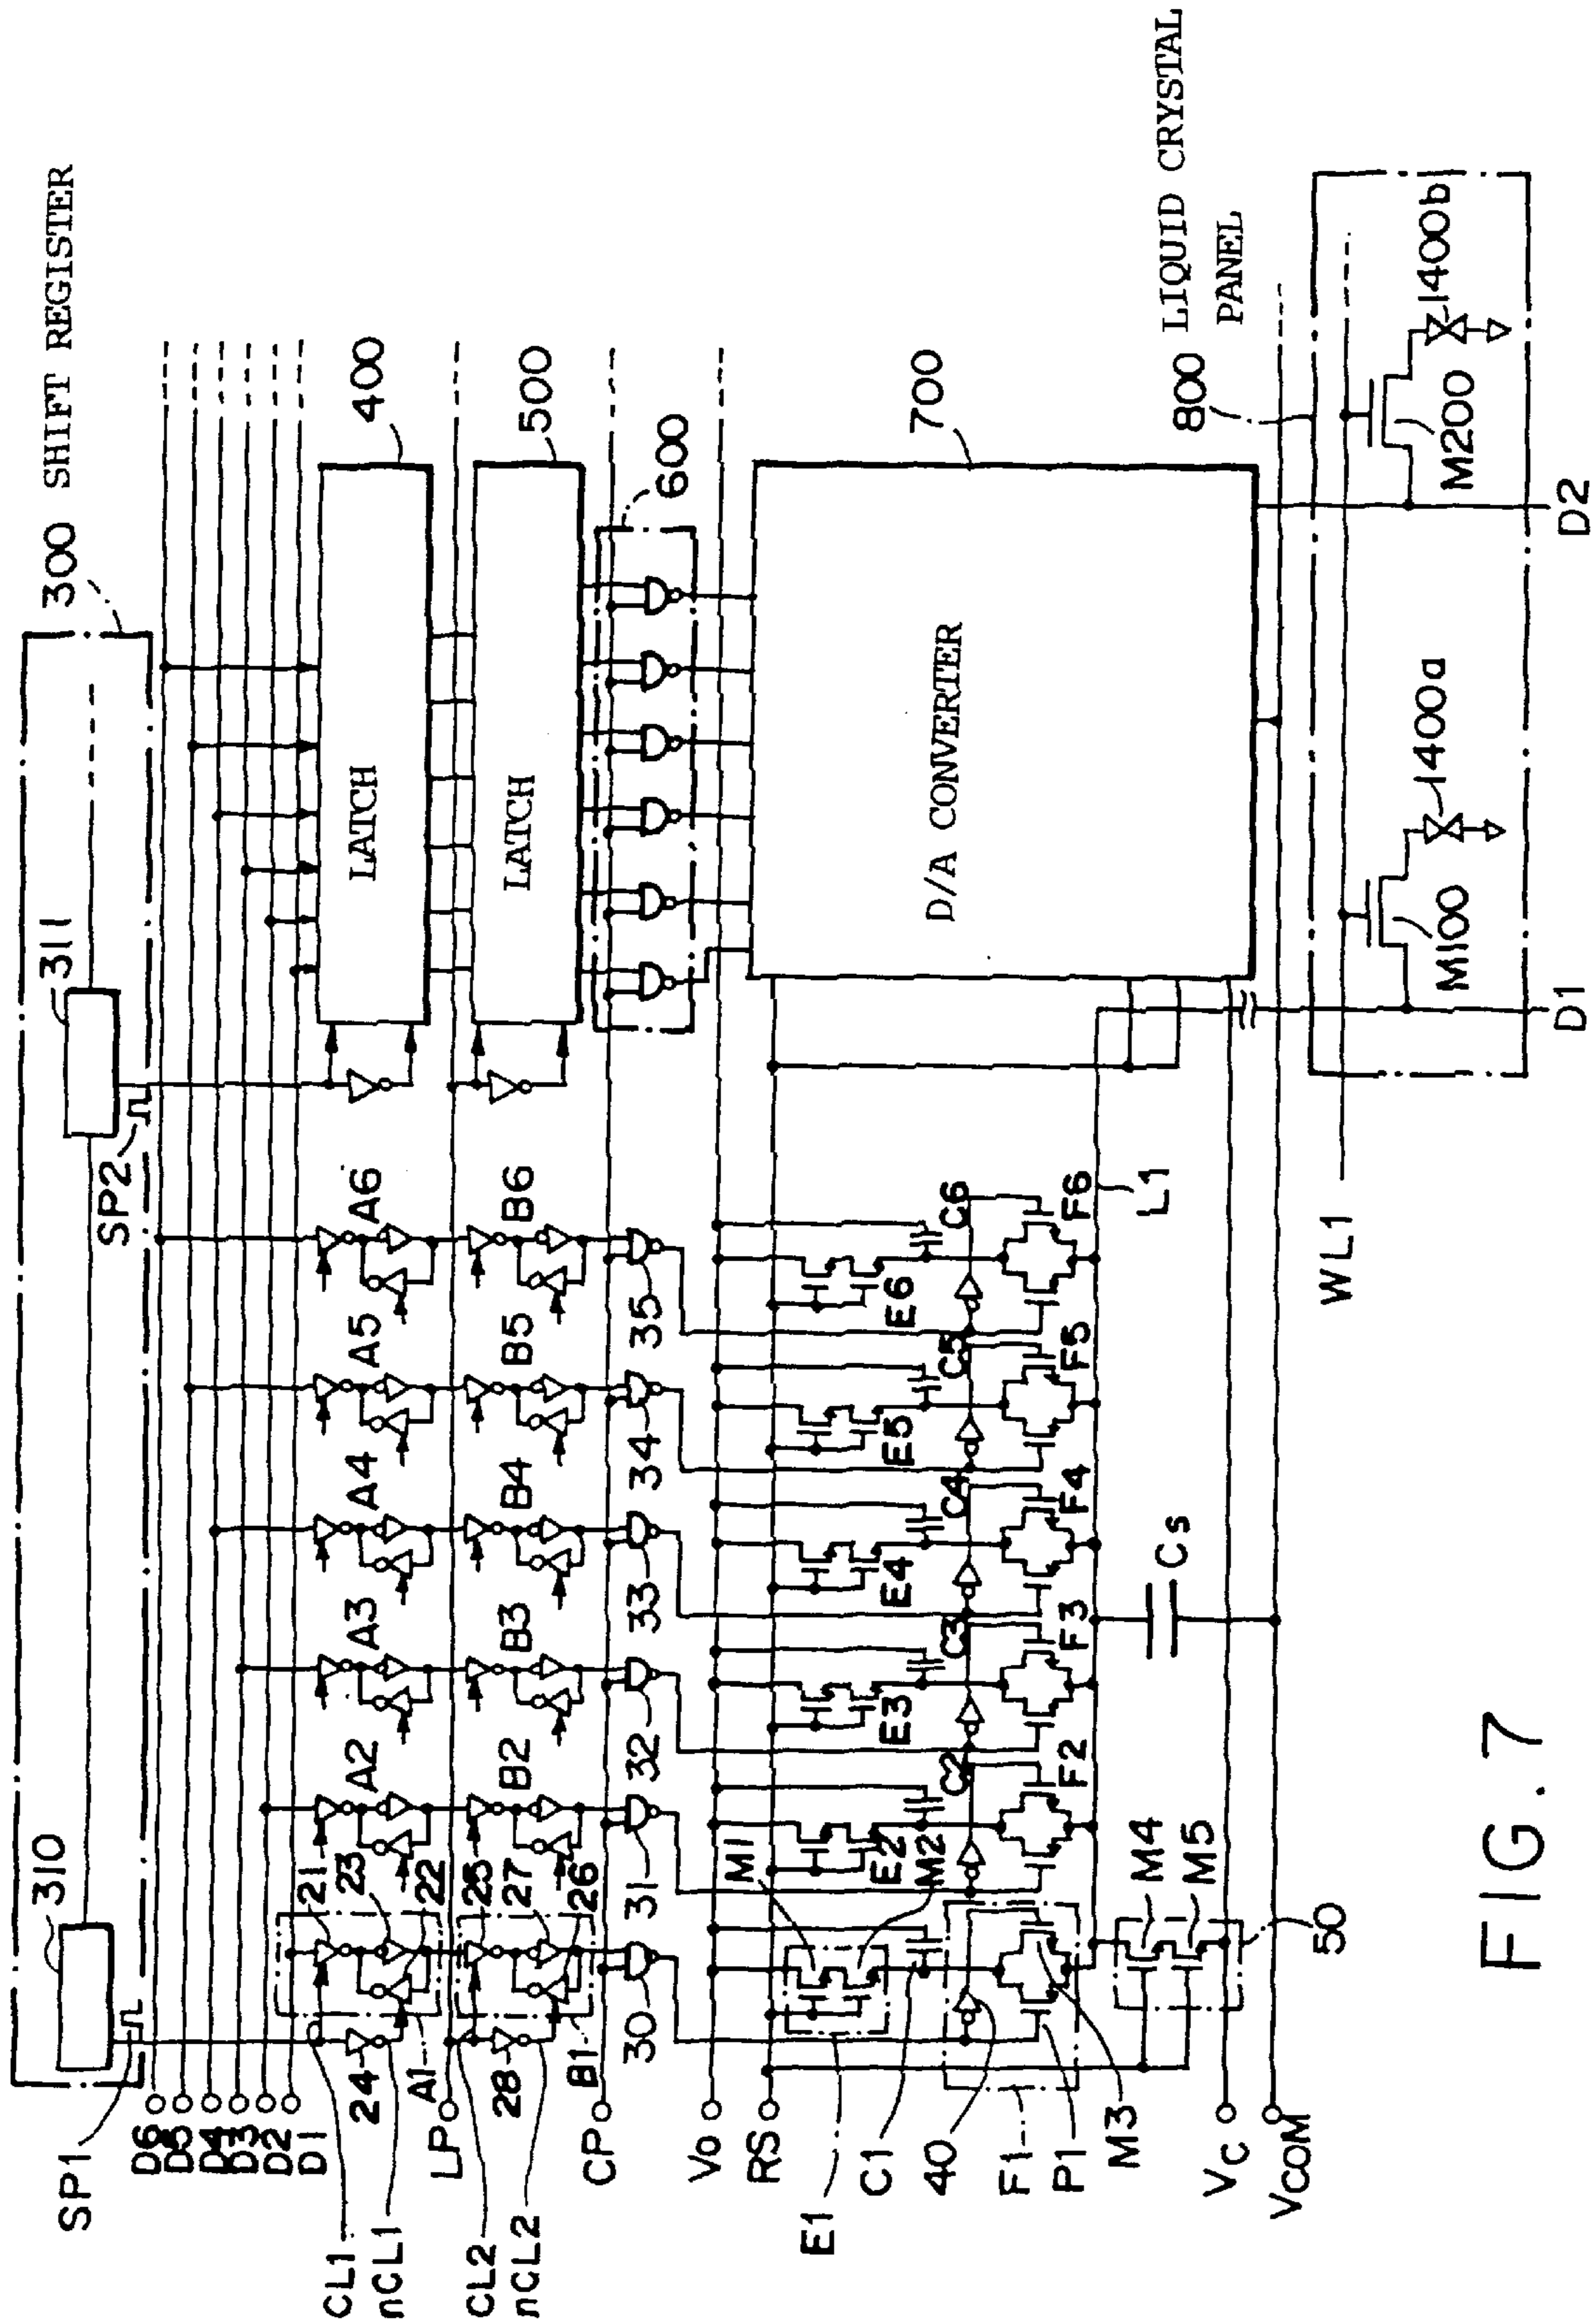 300 SHIFT REGISTER
310
311
SP1
SP2
D6
D5
D4
D3
D2
D1
CL1
nCL1
24
A1
21
23
22
A2
A3
A4
A5
A6
LATCH
400
LP
CL2
nCL2
28
B1
25
27
26
B2
B3
B4
B5
B6
LATCH
500
CP
30
31
32
33
34
35
600
Vo
RS
E1
M1
M2
E2
E3
E4
E5
E6
C1
C2
C3
C4
C5
C6
40
F1
P1
M3
F2
F3
F4
F5
F6
L1
D/A CONVERTER
700
M4
M5
50
Cs
VC
VCOM
WL1
800 LIQUID CRYSTAL
PANEL
M100
1400a
M200
1400b
D1
D2
FIG. 7